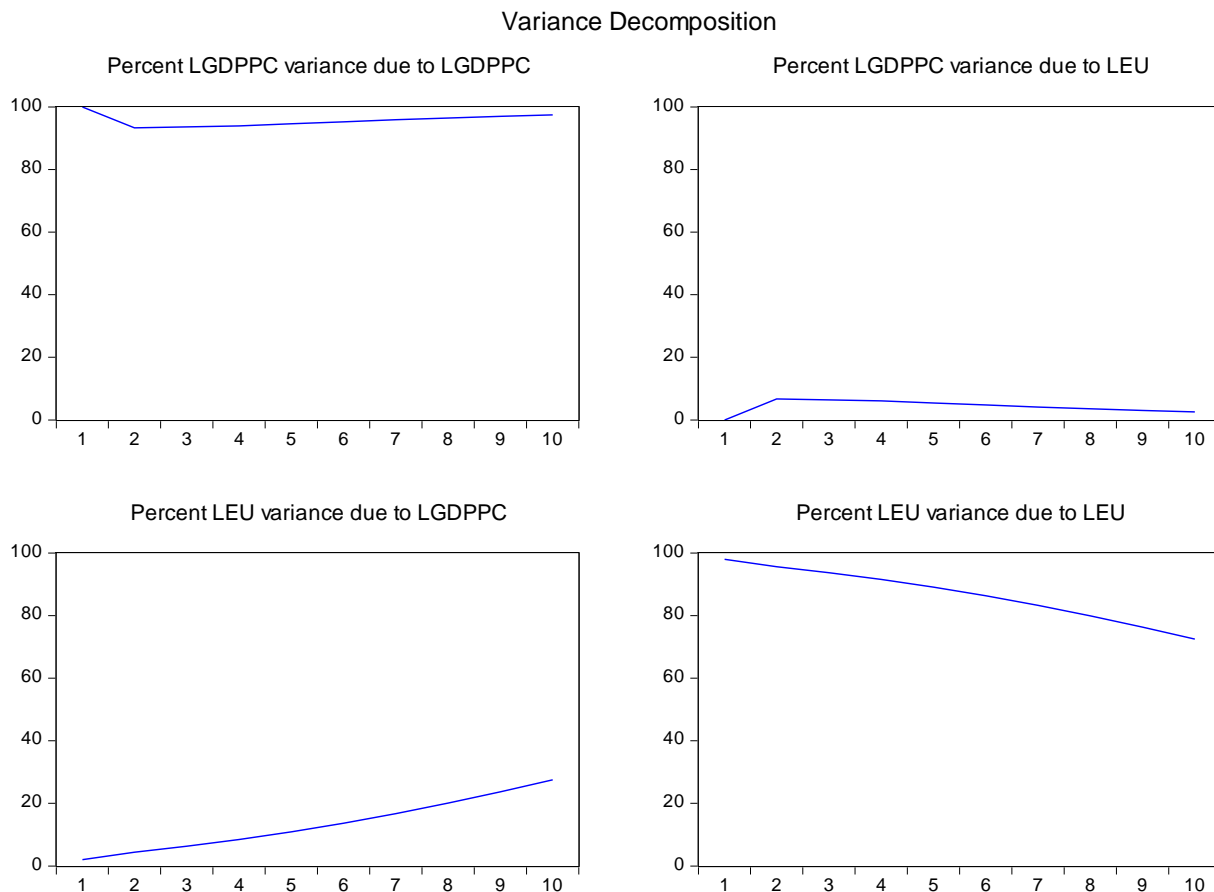 Variance Decomposition
Percent LGDPPC variance due to LGDPPC
100
80
60
40
20
0
1 2 3 4 5 6 7 8 9 10
Percent LGDPPC variance due to LEU
100
80
60
40
20
0
1 2 3 4 5 6 7 8 9 10
Percent LEU variance due to LGDPPC
100
80
60
40
20
0
1 2 3 4 5 6 7 8 9 10
Percent LEU variance due to LEU
100
80
60
40
20
0
1 2 3 4 5 6 7 8 9 10